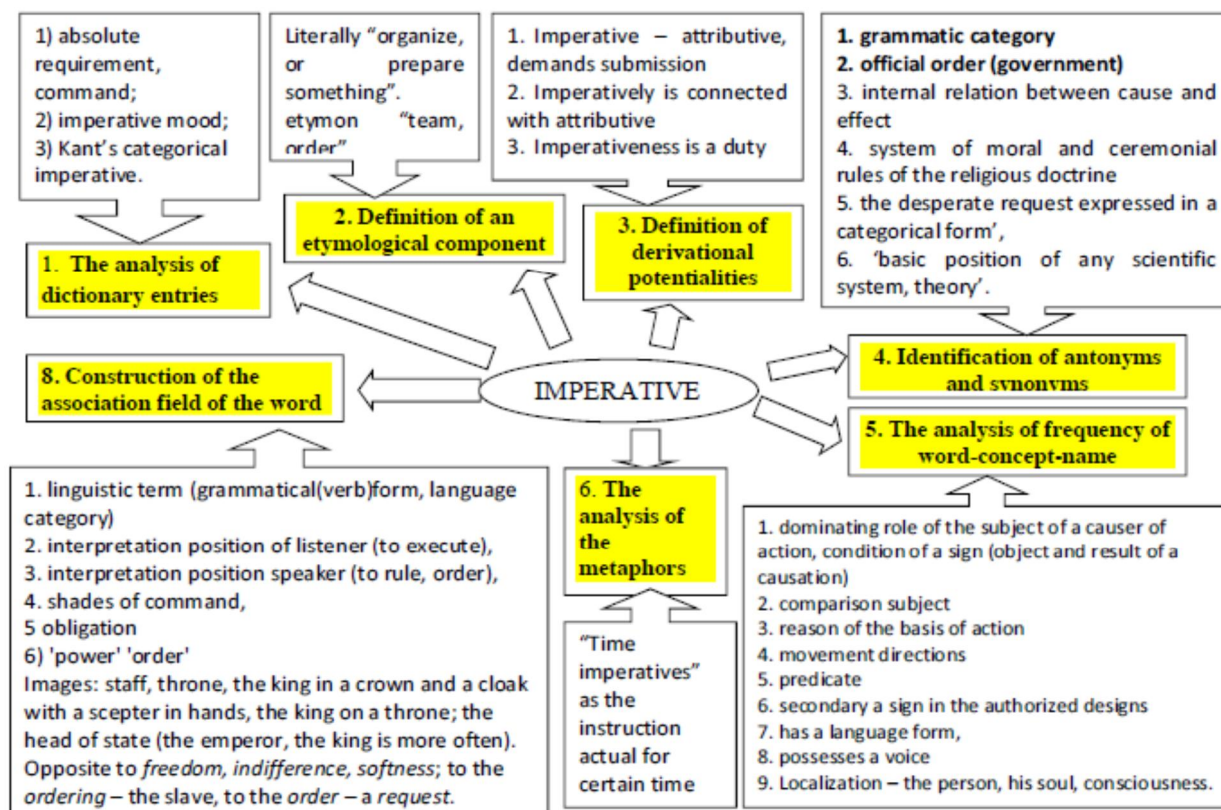 1) absolute
requirement,
command;
2) imperative mood;
3) Kant's categorical
imperative.
1. The analysis of
dictionary entries
Literally "organize,
or prepare
something".
etymon "team,
order"
2. Definition of an
etymological component
1. Imperative – attributive,
demands submission
2. Imperatively is connected
with attributive
3. Imperativeness is a duty
3. Definition of
derivational
potentialities
1. grammatic category
2. official order (government)
3. internal relation between cause and
effect
4. system of moral and ceremonial
rules of the religious doctrine
5. the desperate request expressed in a
categorical form',
6. 'basic position of any scientific
system, theory'.
4. Identification of antonyms
and synonyms
IMPERATIVE
8. Construction of the
association field of the word
5. The analysis of frequency of
word-concept-name
6. The
analysis of
the
metaphors
1. linguistic term (grammatical(verb)form, language
category)
2. interpretation position of listener (to execute),
3. interpretation position speaker (to rule, order),
4. shades of command,
5 obligation
6) 'power' 'order'
Images: staff, throne, the king in a crown and a cloak
with a scepter in hands, the king on a throne; the
head of state (the emperor, the king is more often).
Opposite to freedom, indifference, softness; to the
ordering – the slave, to the order – a request.
"Time
imperatives"
as the
instruction
actual for
certain time
1. dominating role of the subject of a causer of
action, condition of a sign (object and result of a
causation)
2. comparison subject
3. reason of the basis of action
4. movement directions
5. predicate
6. secondary a sign in the authorized designs
7. has a language form,
8. possesses a voice
9. Localization – the person, his soul, consciousness.